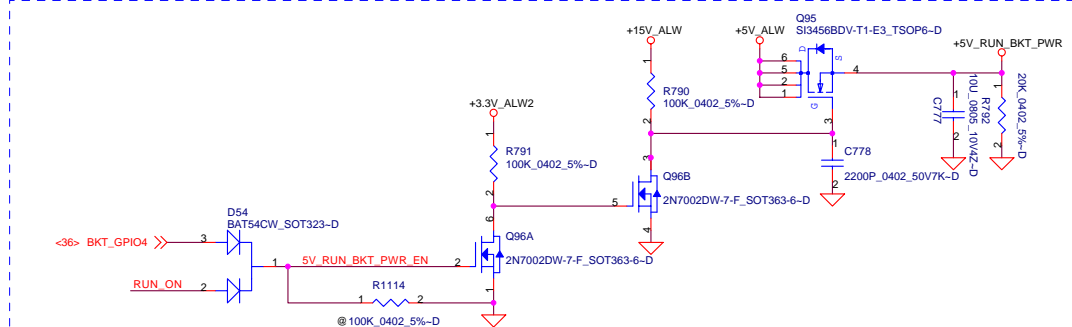 Q95
SI3456BDV-T1-E3_TSOP6~D
+15V_ALW
+5V_ALW
+5V_RUN_BKT_PWR
D
S
G
6
5
2
1
4
3
1
R790
100K_0402_5%~D
2
+3.3V_ALW2
1
R791
100K_0402_5%~D
2
1
C777
10U_0805_10V4Z~D
2
1
R792
20K_0402_5%~D
2
1
C778
2200P_0402_50V7K~D
2
3
Q96B
5
2N7002DW-7-F_SOT363-6~D
4
6
Q96A
2
2N7002DW-7-F_SOT363-6~D
1
D54
BAT54CW_SOT323~D
<36> BKT_GPIO4
3
1
5V_RUN_BKT_PWR_EN
RUN_ON
2
R1114
1
2
@100K_0402_5%~D